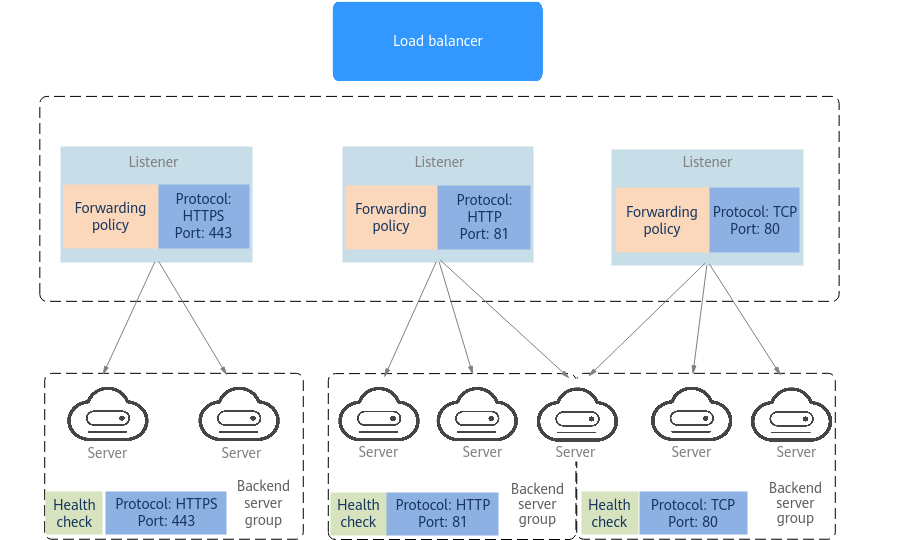 Load balancer
Listener
Forwarding
policy
Protocol:
HTTPS
Port: 443
Listener
Forwarding
policy
Protocol:
HTTP
Port: 81
Listener
Forwarding
policy
Protocol: TCP
Port: 80
Server
Server
Server
Server
Server
Server
Server
Health
check
Protocol: HTTPS
Port: 443
Backend
server
group
Health
check
Protocol: HTTP
Port: 81
Backend
server
group
Health
check
Protocol: TCP
Port: 80
Backend
server
group